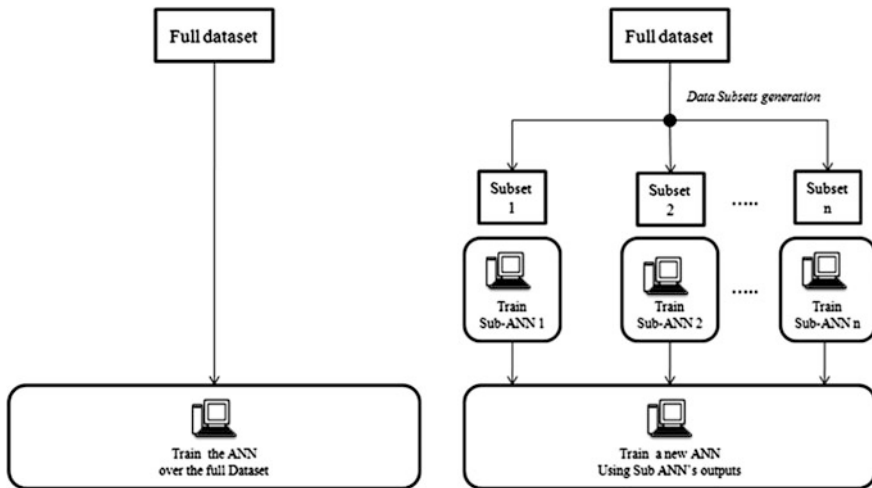 Full dataset
Train the ANN
over the full Dataset
Full dataset
Data Subsets generation
Subset
1
Subset
2
.....
Subset
n
Train
Sub-ANN 1
Train
Sub-ANN 2
.....
Train
Sub-ANN n
Train a new ANN
Using Sub ANN's outputs